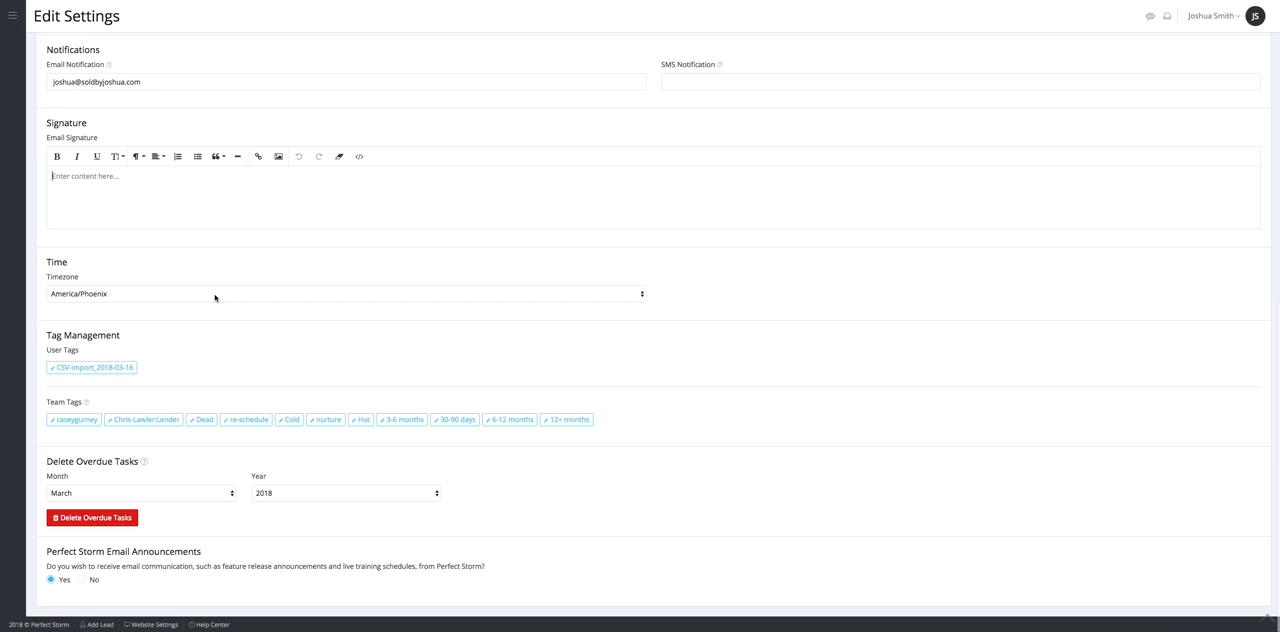 Edit Settings
Joshua Smith
JS
Notifications
Email Notification
SMS Notification
joshua@soldbyjoshua.com
Signature
Email Signature
Enter content here...
Time
Timezone
America/Phoenix
Tag Management
User Tags
CSV-Import_2018-03-16
Team Tags
caseygurney Chris-Lawler:Lender Dead re-schedule Cold nurture Hot 3-6 months 30-90 days 6-12 months 12+ months
Delete Overdue Tasks
Month Year
March 2018
Delete Overdue Tasks
Perfect Storm Email Announcements
Do you wish to receive email communication, such as feature release announcements and live training schedules, from Perfect Storm?
Yes No
2018 © Perfect Storm Add Lead Website Settings Help Center